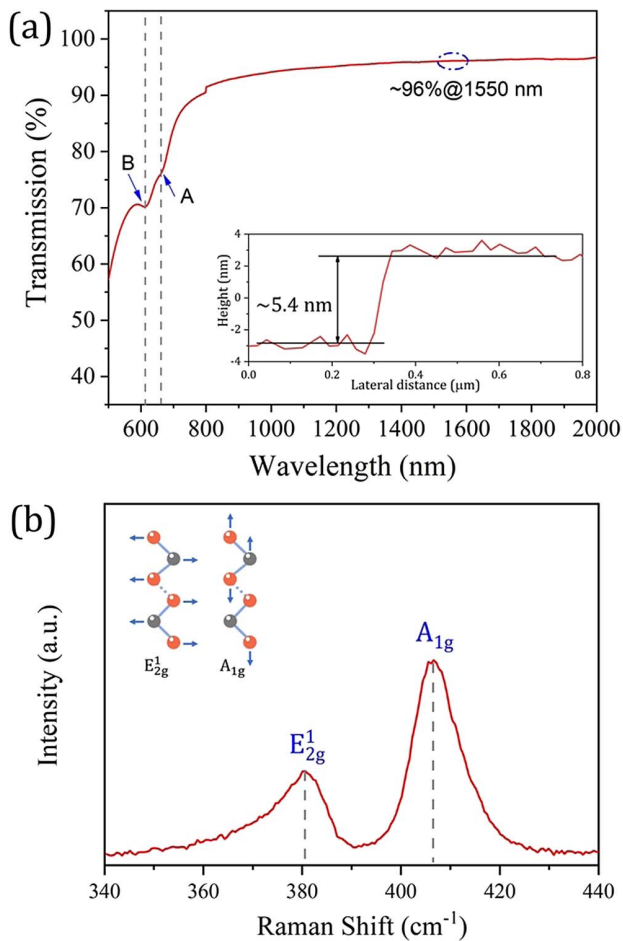 (a)
100
90
80
70
60
50
40
Transmission (%)
B
A
~96%@1550 nm
4
2
0
-2
-4
Height (nm)
~5.4 nm
0.0 0.2 0.4 0.6 0.8
Lateral distance (μm)
600 800 1000 1200 1400 1600 1800 2000
Wavelength (nm)
(b)
E¹₂g A₁g
A₁g
E¹₂g
Intensity (a.u.)
340 360 380 400 420 440
Raman Shift (cm⁻¹)